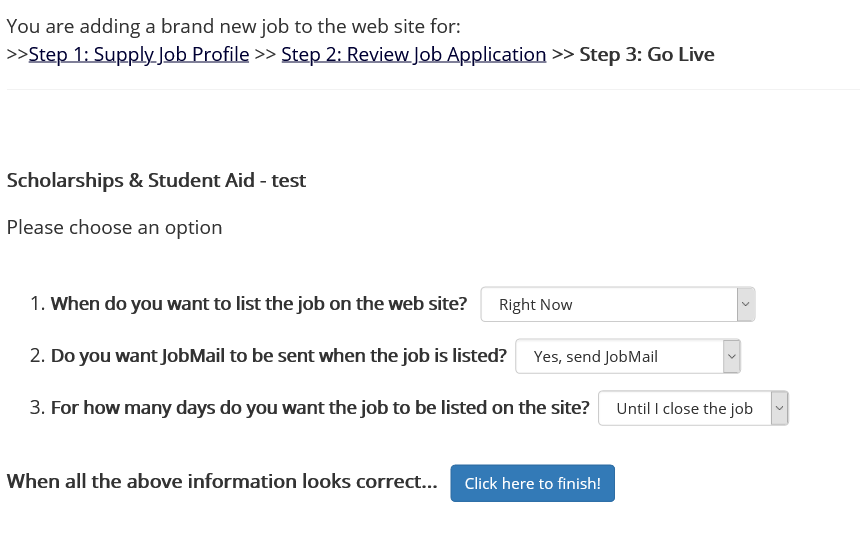 You are adding a brand new job to the web site for:
>>Step 1: Supply Job Profile >> Step 2: Review Job Application >> Step 3: Go Live
Scholarships & Student Aid - test
Please choose an option
1. When do you want to list the job on the web site? Right Now
2. Do you want JobMail to be sent when the job is listed? Yes, send JobMail
3. For how many days do you want the job to be listed on the site? Until I close the job
When all the above information looks correct... Click here to finish!